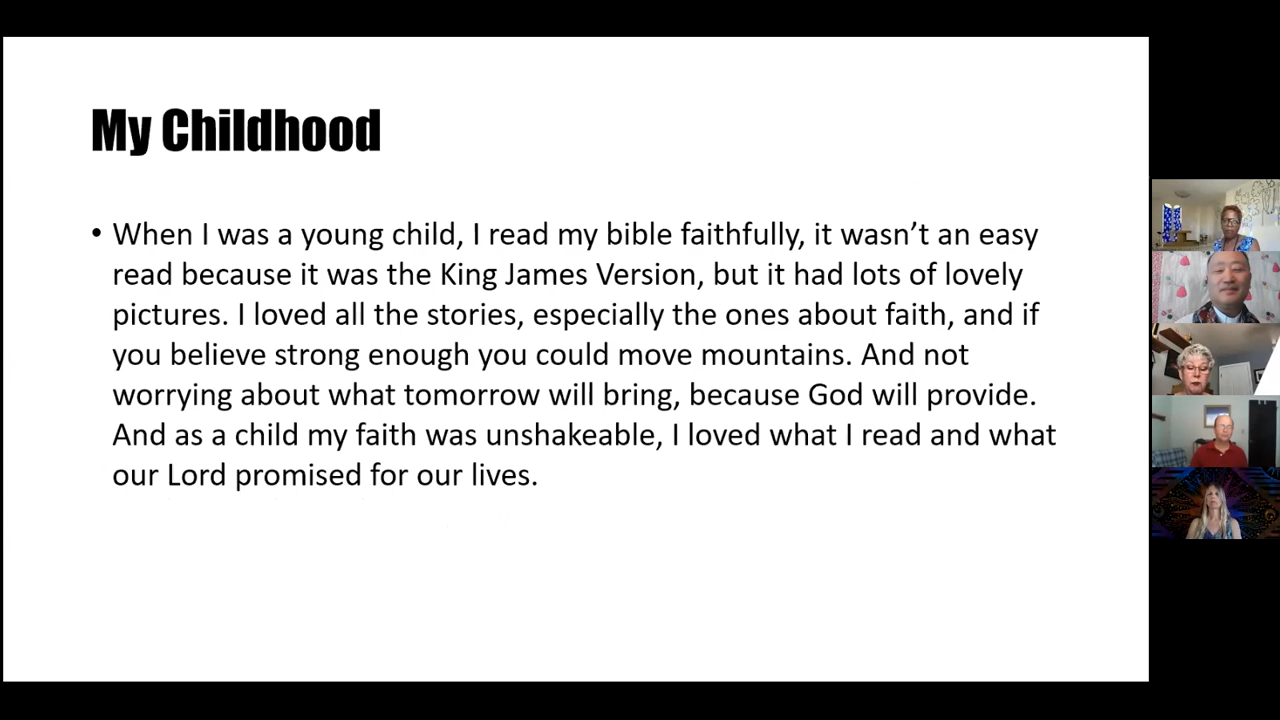 My Childhood
• When I was a young child, I read my bible faithfully, it wasn’t an easy
read because it was the King James Version, but it had lots of lovely
pictures. I loved all the stories, especially the ones about faith, and if
you believe strong enough you could move mountains. And not
worrying about what tomorrow will bring, because God will provide.
And as a child my faith was unshakeable, I loved what I read and what
our Lord promised for our lives.